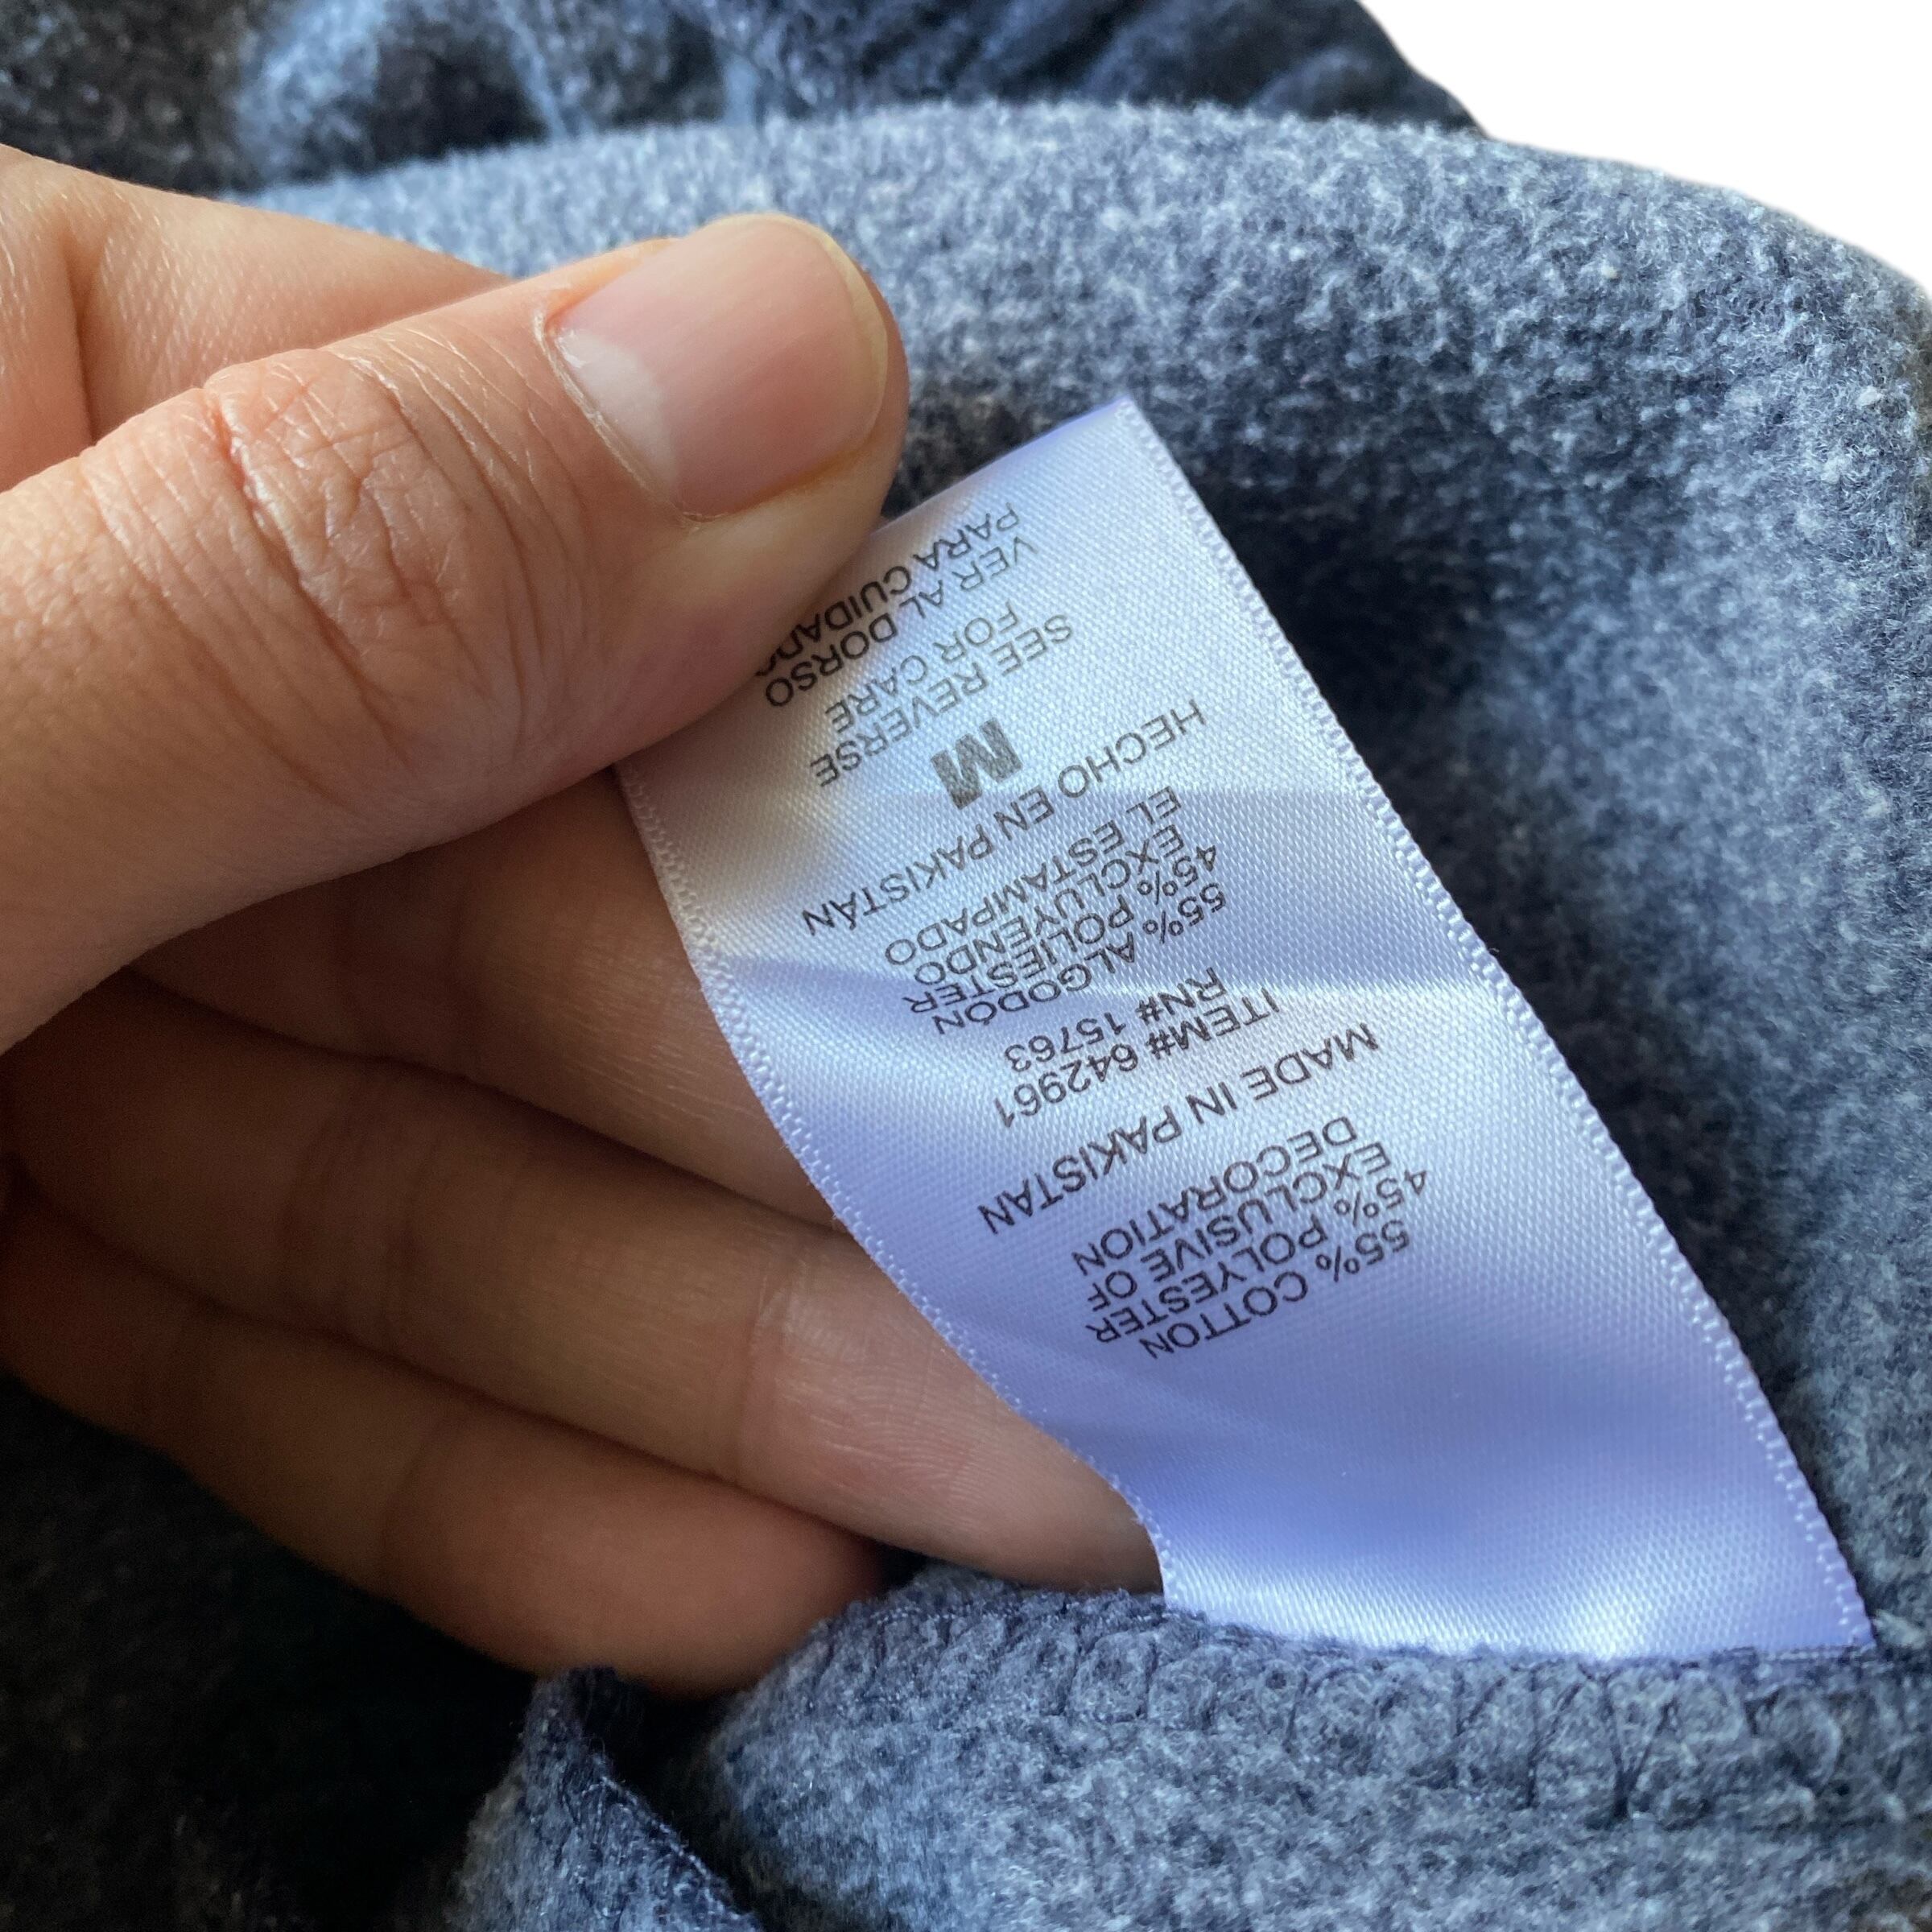 55% COTTON
45% POLYESTER
EXCLUSIVE OF
DECORATION
MADE IN PAKISTAN
ITEM# 642961
RN# 15763
55% ALGODÓN
45% POLIESTER
EXCLUYENDO
EL ESTAMPADO
HECHO EN PAKISTÁN
M
SEE REVERSE
FOR CARE
VER AL DORSO
PARA CUIDADO